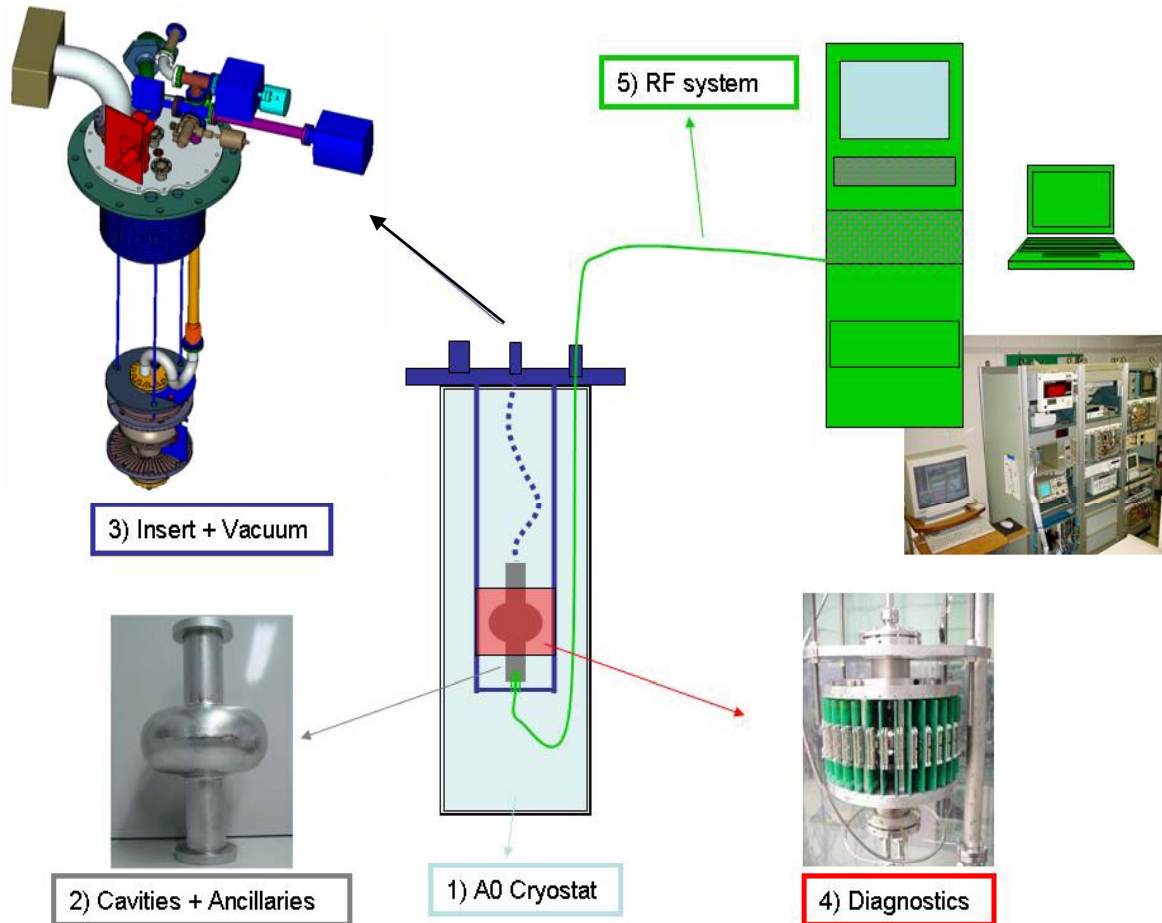 5) RF system
3) Insert + Vacuum
2) Cavities + Ancillaries
1) A0 Cryostat
4) Diagnostics